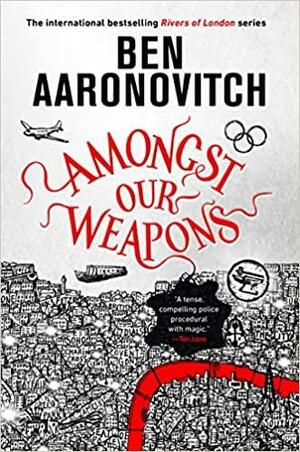 The international bestselling Rivers of London series
BEN
AARONOVITCH
AMONGST
OUR
WEAPONS
"A tense,
compelling police
procedural
with magic."
—Tor.com